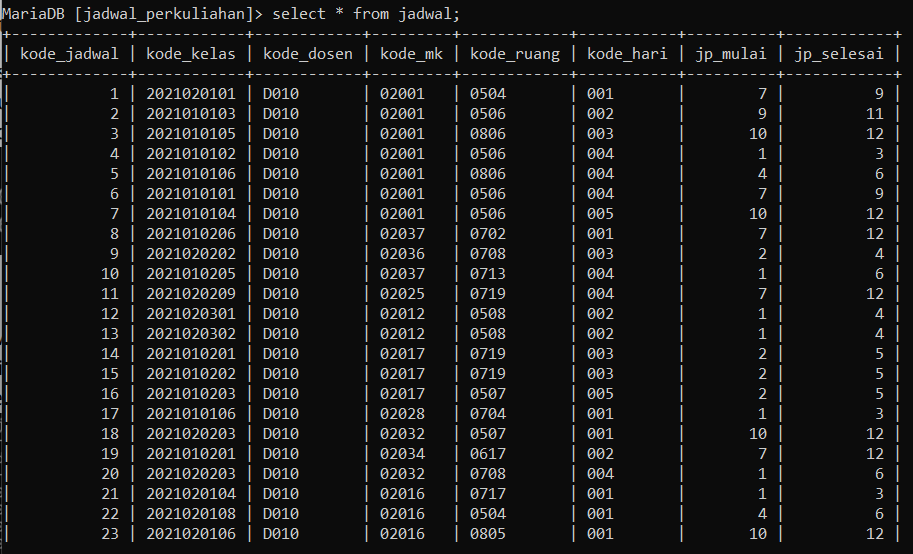 MariaDB [jadwal_perkuliahan]> select * from jadwal;
+-------------+------------+------------+---------+------------+-----------+----------+------------+
| kode_jadwal | kode_kelas | kode_dosen | kode_mk | kode_ruang | kode_hari | jp_mulai | jp_selesai |
+-------------+------------+------------+---------+------------+-----------+----------+------------+
| 1 | 2021020101 | D010 | 02001 | 0504 | 001 | 7 | 9 |
| 2 | 2021010103 | D010 | 02001 | 0506 | 002 | 9 | 11 |
| 3 | 2021010105 | D010 | 02001 | 0806 | 003 | 10 | 12 |
| 4 | 2021010102 | D010 | 02001 | 0506 | 004 | 1 | 3 |
| 5 | 2021010106 | D010 | 02001 | 0806 | 004 | 4 | 6 |
| 6 | 2021010101 | D010 | 02001 | 0506 | 004 | 7 | 9 |
| 7 | 2021010104 | D010 | 02001 | 0506 | 005 | 10 | 12 |
| 8 | 2021010206 | D010 | 02037 | 0702 | 001 | 7 | 12 |
| 9 | 2021020202 | D010 | 02036 | 0708 | 003 | 2 | 4 |
| 10 | 2021010205 | D010 | 02037 | 0713 | 004 | 1 | 6 |
| 11 | 2021020209 | D010 | 02025 | 0719 | 004 | 7 | 12 |
| 12 | 2021020301 | D010 | 02012 | 0508 | 002 | 1 | 4 |
| 13 | 2021020302 | D010 | 02012 | 0508 | 002 | 1 | 4 |
| 14 | 2021010201 | D010 | 02017 | 0719 | 003 | 2 | 5 |
| 15 | 2021010202 | D010 | 02017 | 0719 | 003 | 2 | 5 |
| 16 | 2021010203 | D010 | 02017 | 0507 | 005 | 2 | 5 |
| 17 | 2021010106 | D010 | 02028 | 0704 | 001 | 1 | 3 |
| 18 | 2021020203 | D010 | 02032 | 0507 | 001 | 10 | 12 |
| 19 | 2021010201 | D010 | 02034 | 0617 | 002 | 7 | 12 |
| 20 | 2021020203 | D010 | 02032 | 0708 | 004 | 1 | 6 |
| 21 | 2021020104 | D010 | 02016 | 0717 | 001 | 1 | 3 |
| 22 | 2021020108 | D010 | 02016 | 0504 | 001 | 4 | 6 |
| 23 | 2021020106 | D010 | 02016 | 0805 | 001 | 10 | 12 |